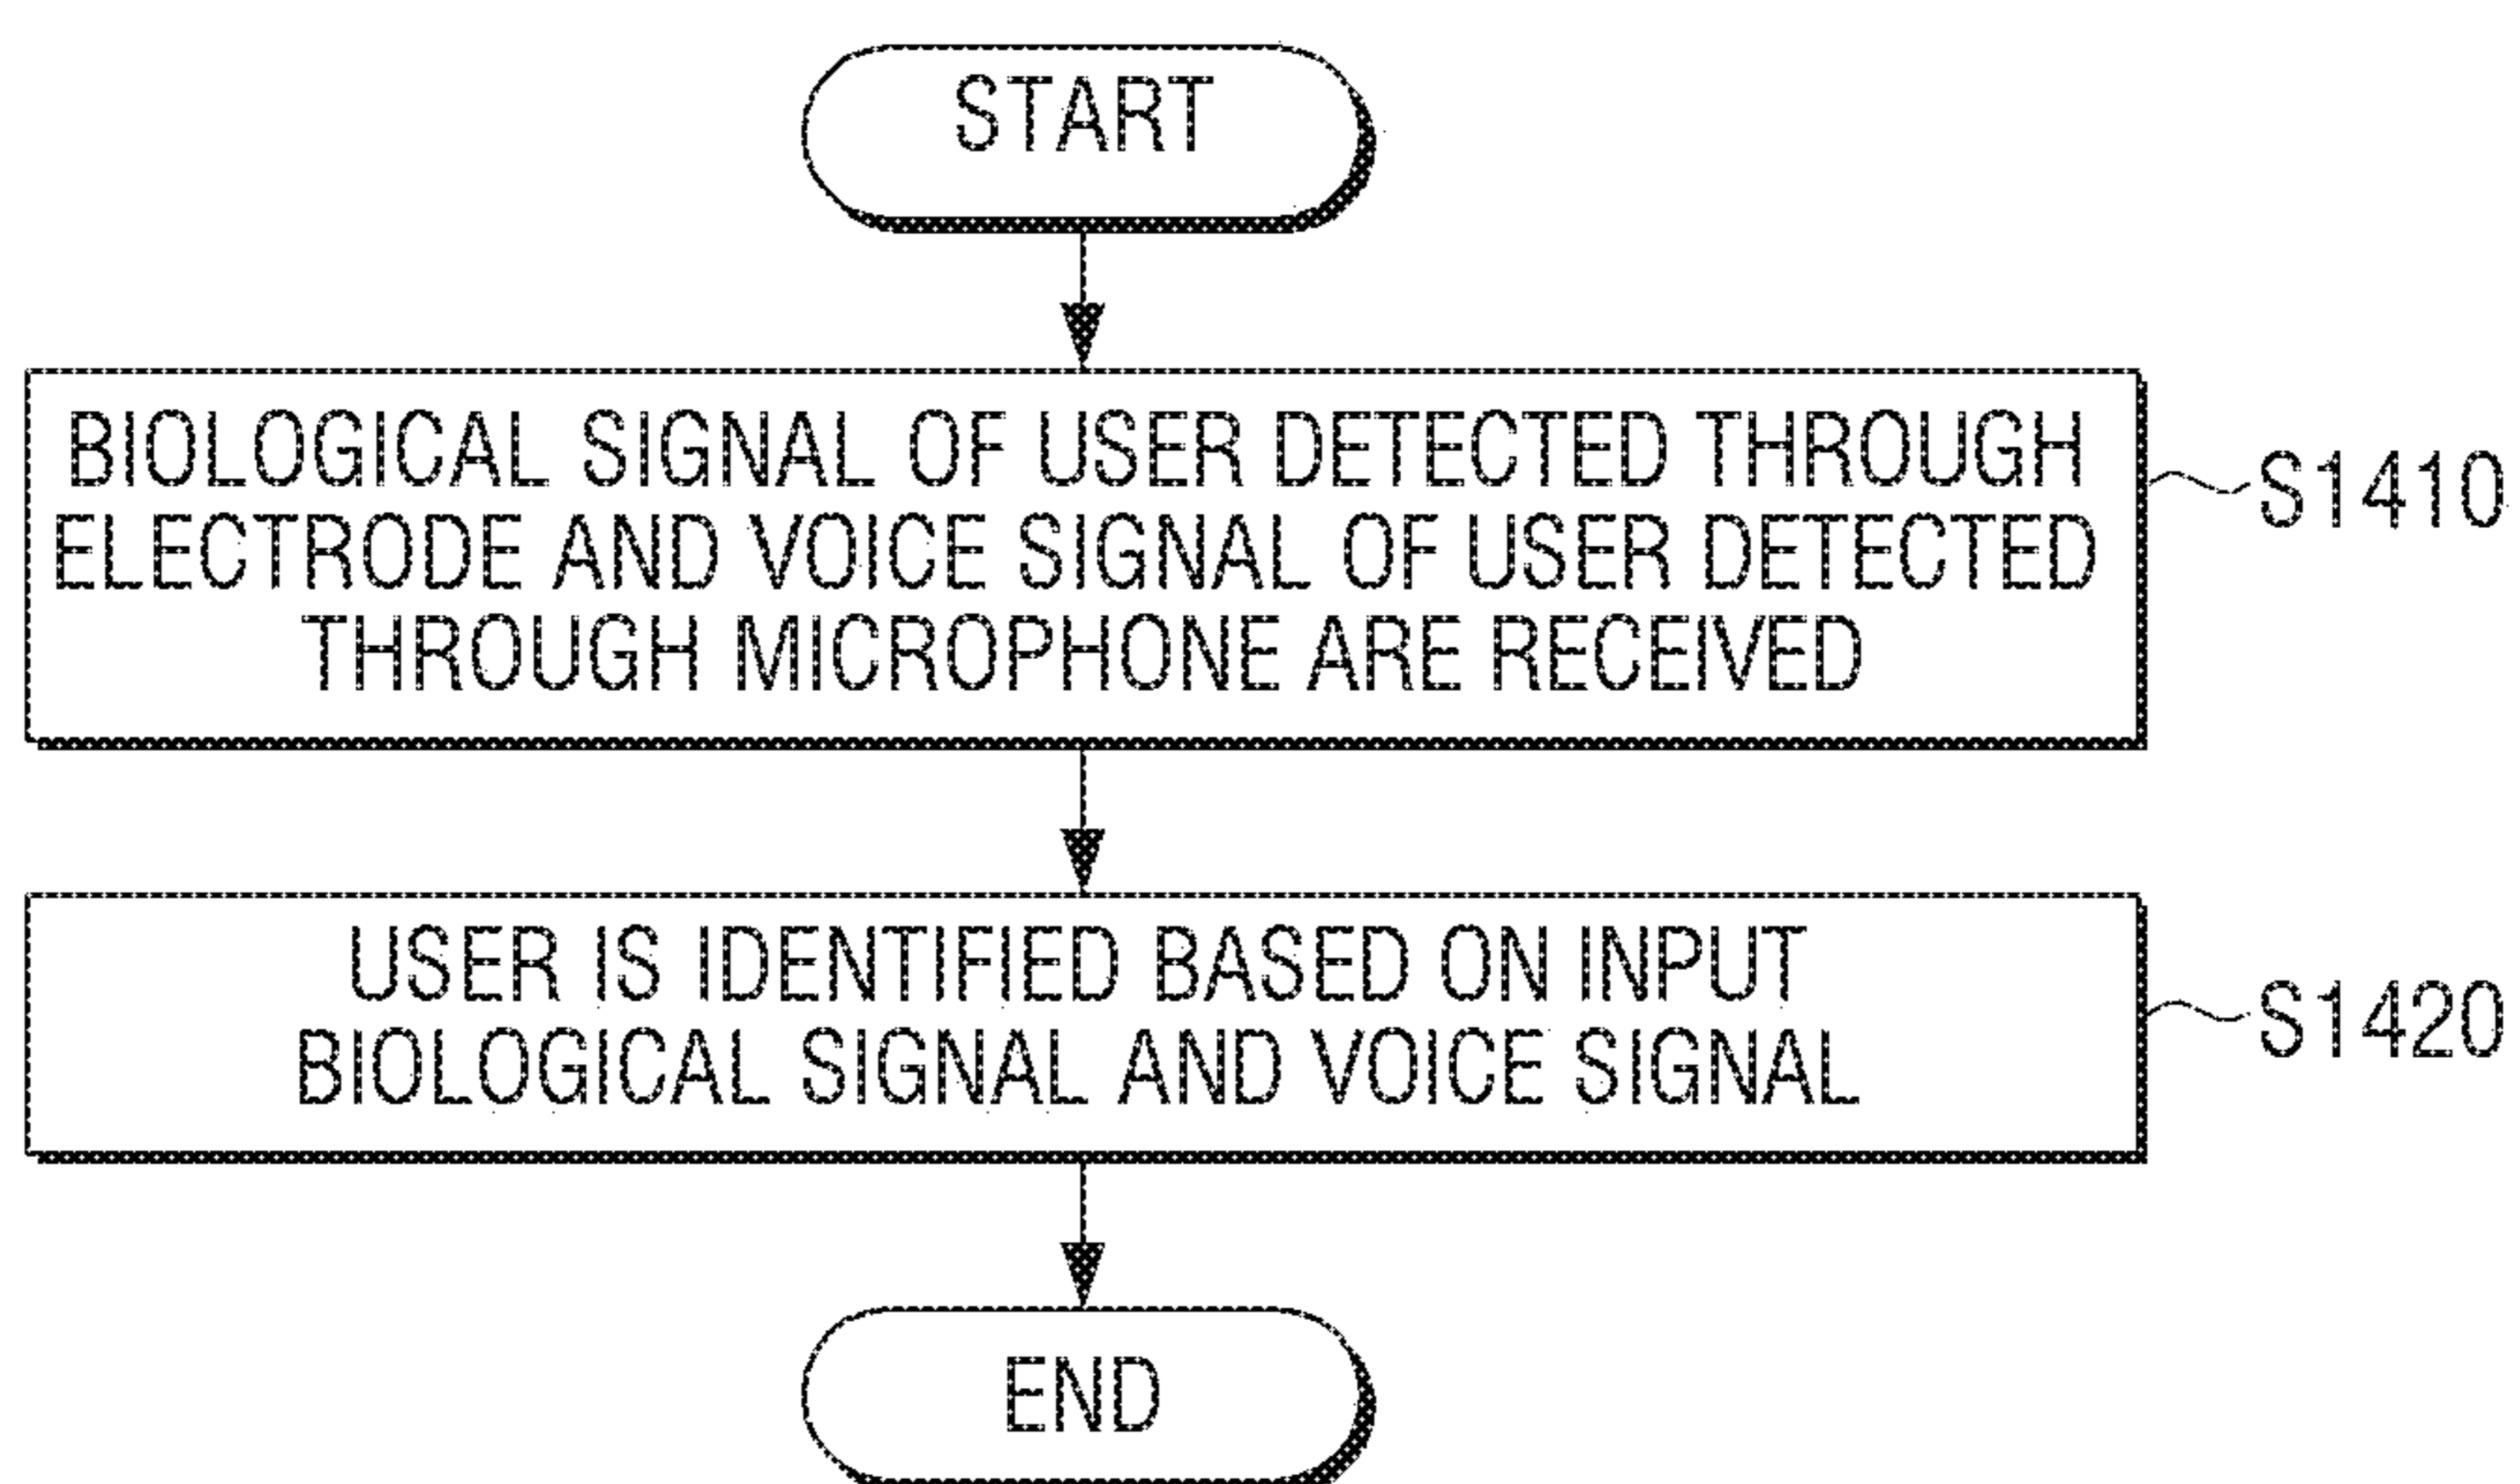 START
BIOLOGICAL SIGNAL OF USER DETECTED THROUGH
ELECTRODE AND VOICE SIGNAL OF USER DETECTED
THROUGH MICROPHONE ARE RECEIVED
S1410
USER IS IDENTIFIED BASED ON INPUT
BIOLOGICAL SIGNAL AND VOICE SIGNAL
S1420
END